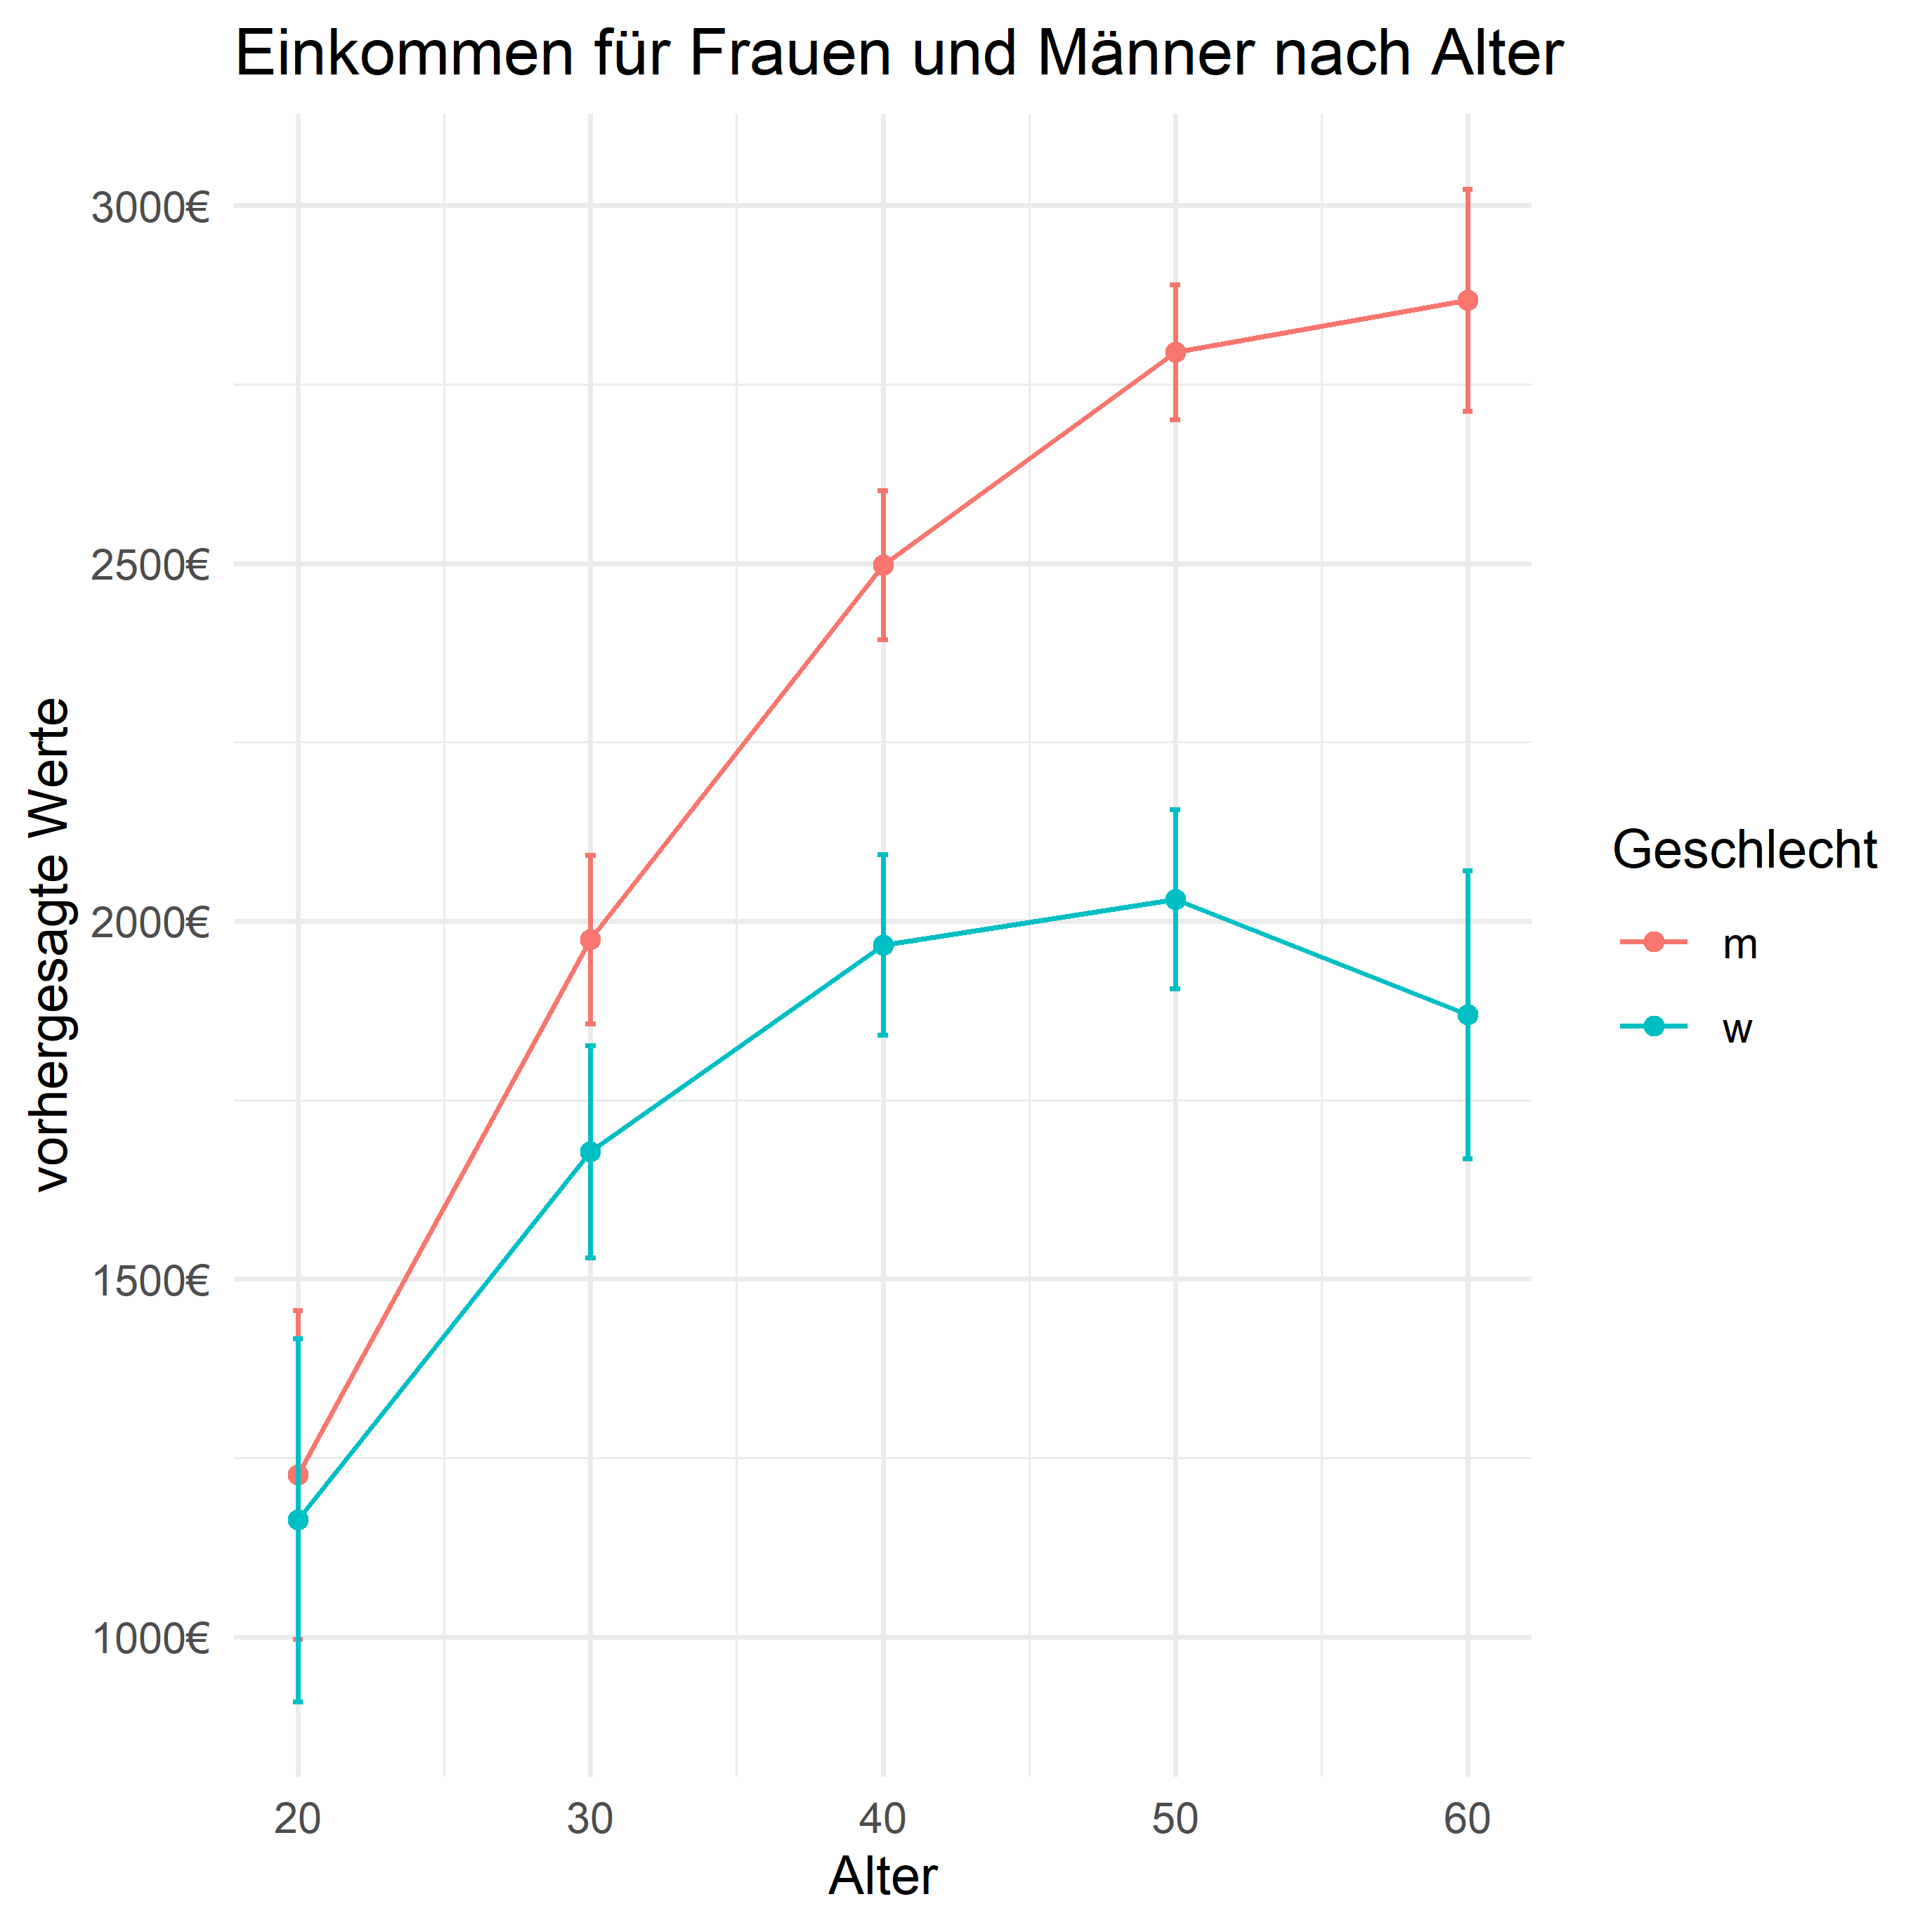 Einkommen für Frauen und Männer nach Alter
3000€
2500€
2000€
1500€
1000€
vorhergesagte Werte
20 30 40 50 60
Alter
Geschlecht
m
w